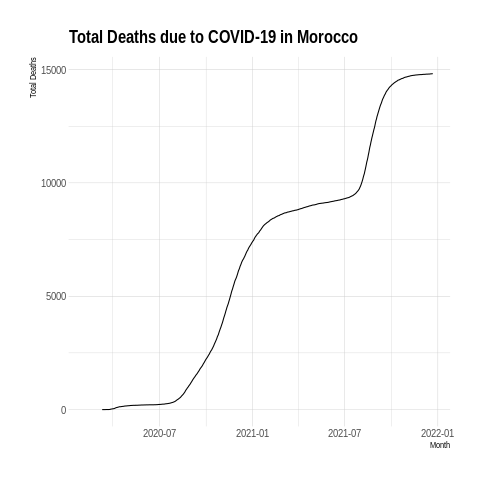 Total Deaths due to COVID-19 in Morocco
Total Deaths
15000
10000
5000
0
2020-07
2021-01
2021-07
2022-01
Month